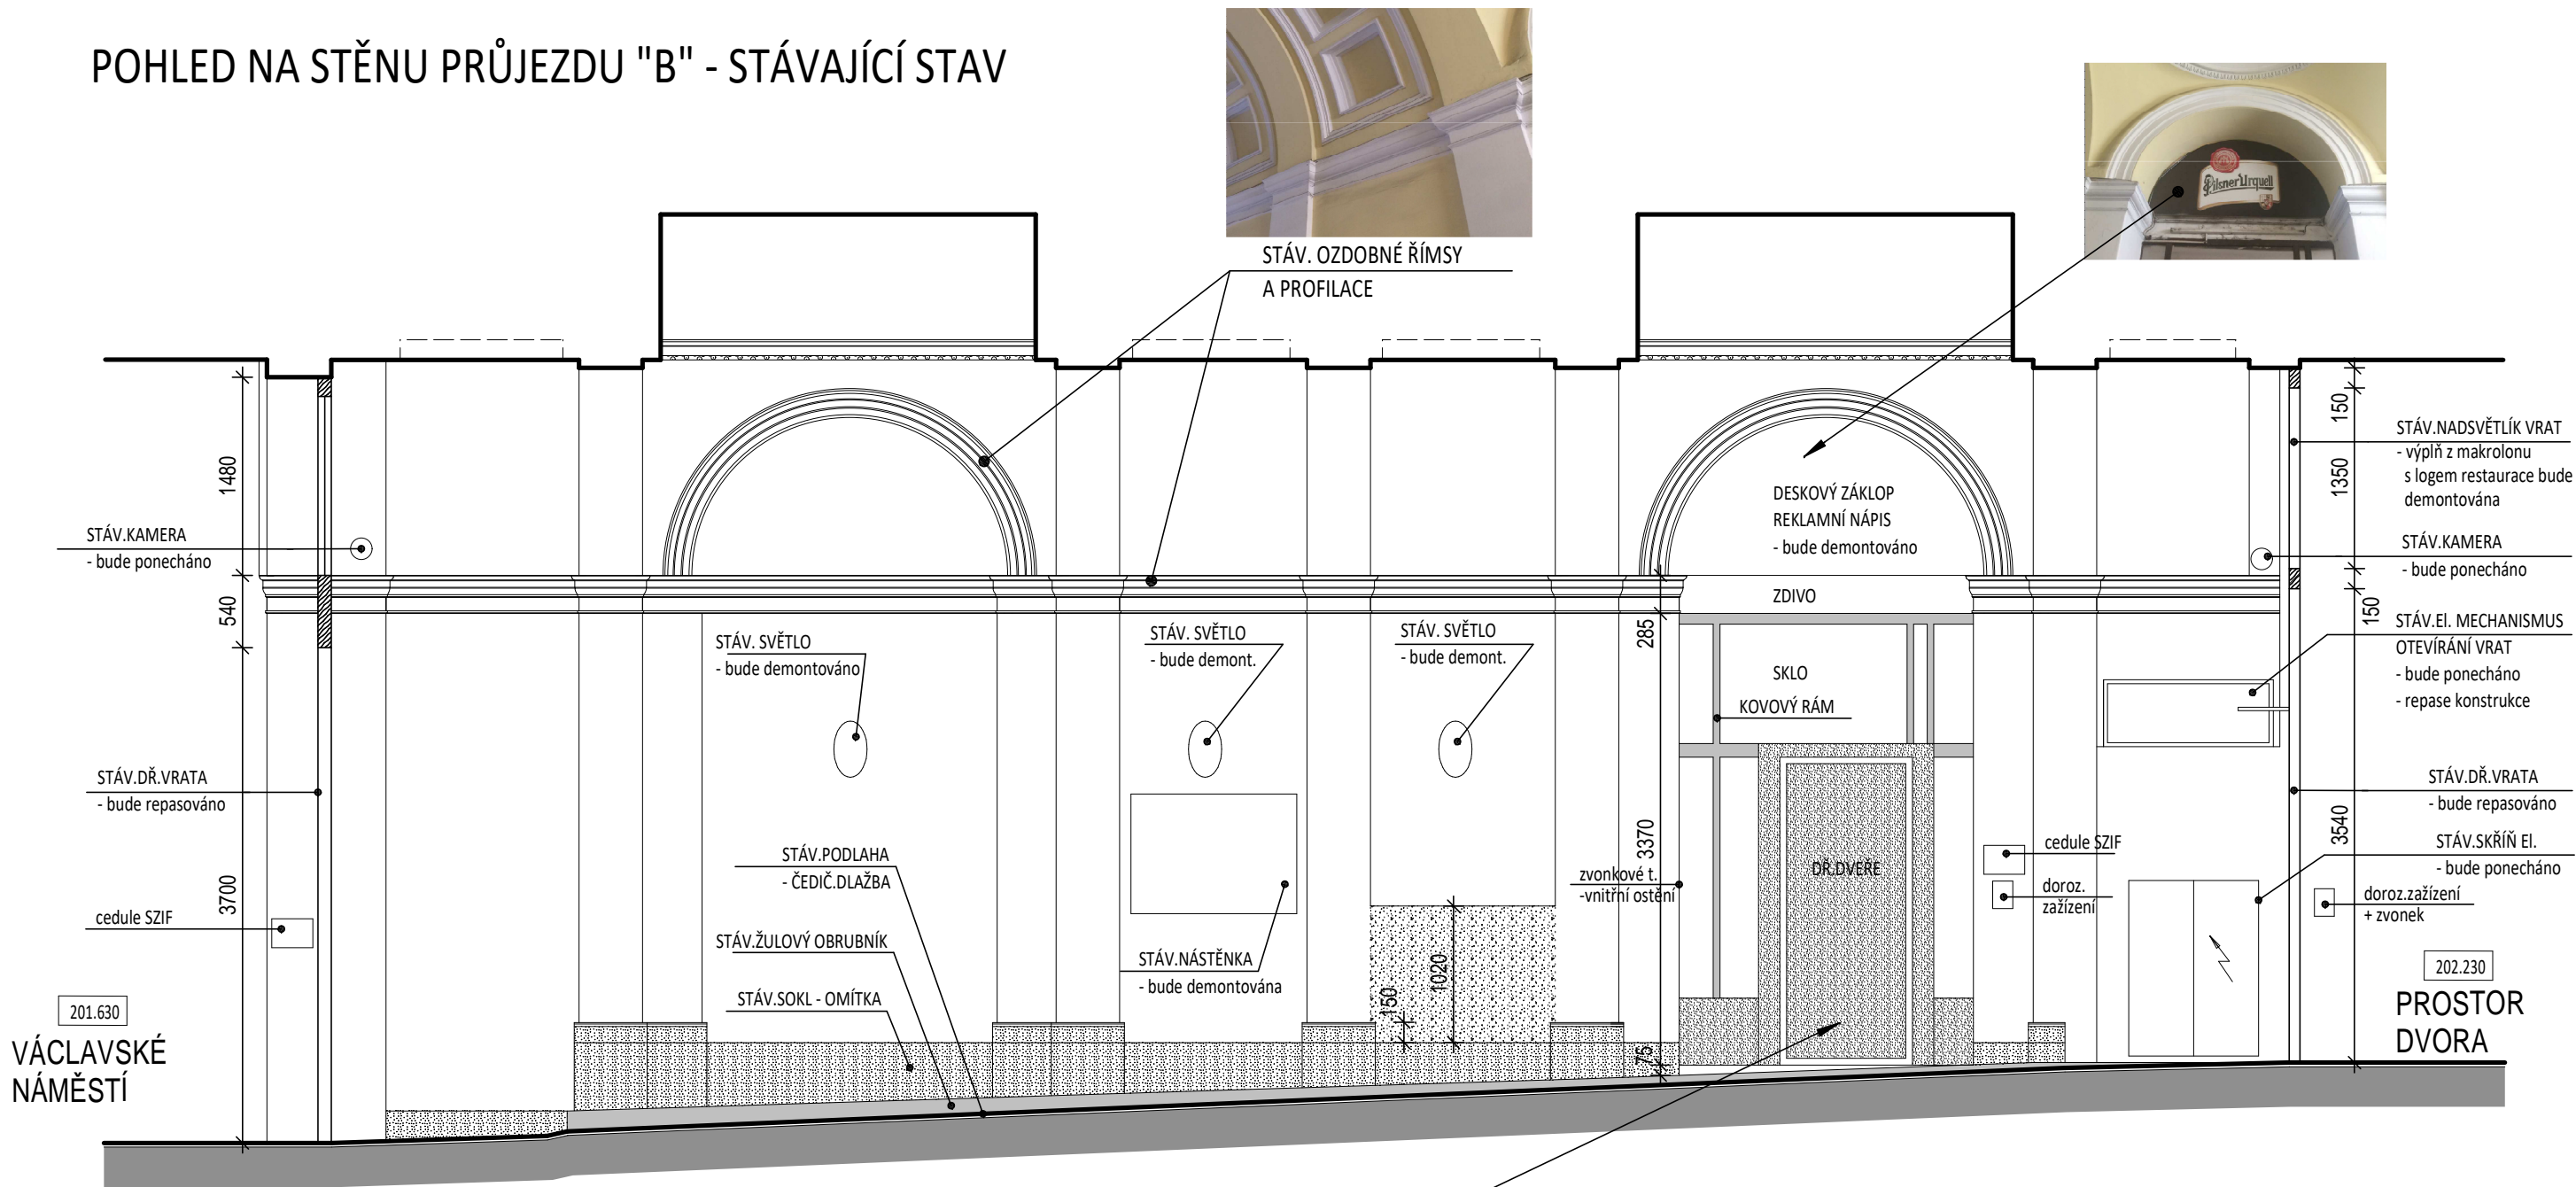 POHLED NA STĚNU PRŮJEZDU "B" - STÁVAJÍCÍ STAV
Pilsner Urquell
STÁV. OZDOBNÉ ŘÍMSY
A PROFILACE
1480
540
3700
STÁV.KAMERA
- bude ponecháno
STÁV.DŘ.VRATA
- bude repasováno
cedule SZIF
201.630
VÁCLAVSKÉ
NÁMĚSTÍ
STÁV. SVĚTLO
- bude demontováno
STÁV. SVĚTLO
- bude demont.
STÁV. SVĚTLO
- bude demont.
STÁV.PODLAHA
- ČEDIČ.DLAŽBA
STÁV.ŽULOVÝ OBRUBNÍK
STÁV.SOKL - OMÍTKA
STÁV.NÁSTĚNKA
- bude demontována
150
1020
285
3370
75
zvonkové t.
-vnitřní ostění
DESKOVÝ ZÁKLOP
REKLAMNÍ NÁPIS
- bude demontováno
ZDIVO
SKLO
KOVOVÝ RÁM
DŘ.DVEŘE
cedule SZIF
doroz.
zažízení
150
1350
150
3540
STÁV.NADSVĚTLÍK VRAT
- výplň z makrolonu
s logem restaurace bude
demontována
STÁV.KAMERA
- bude ponecháno
STÁV.El. MECHANISMUS
OTEVÍRÁNÍ VRAT
- bude ponecháno
- repase konstrukce
STÁV.DŘ.VRATA
- bude repasováno
STÁV.SKŘÍŇ El.
- bude ponecháno
doroz.zažízení
+ zvonek
202.230
PROSTOR
DVORA